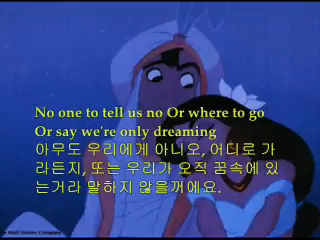 No one to tell us no Or where to go
Or say we're only dreaming
아무도 우리에게 아니오, 어디로 가
라든지, 또는 우리가 오직 꿈속에 있
는거라 말하지 않을꺼에요.